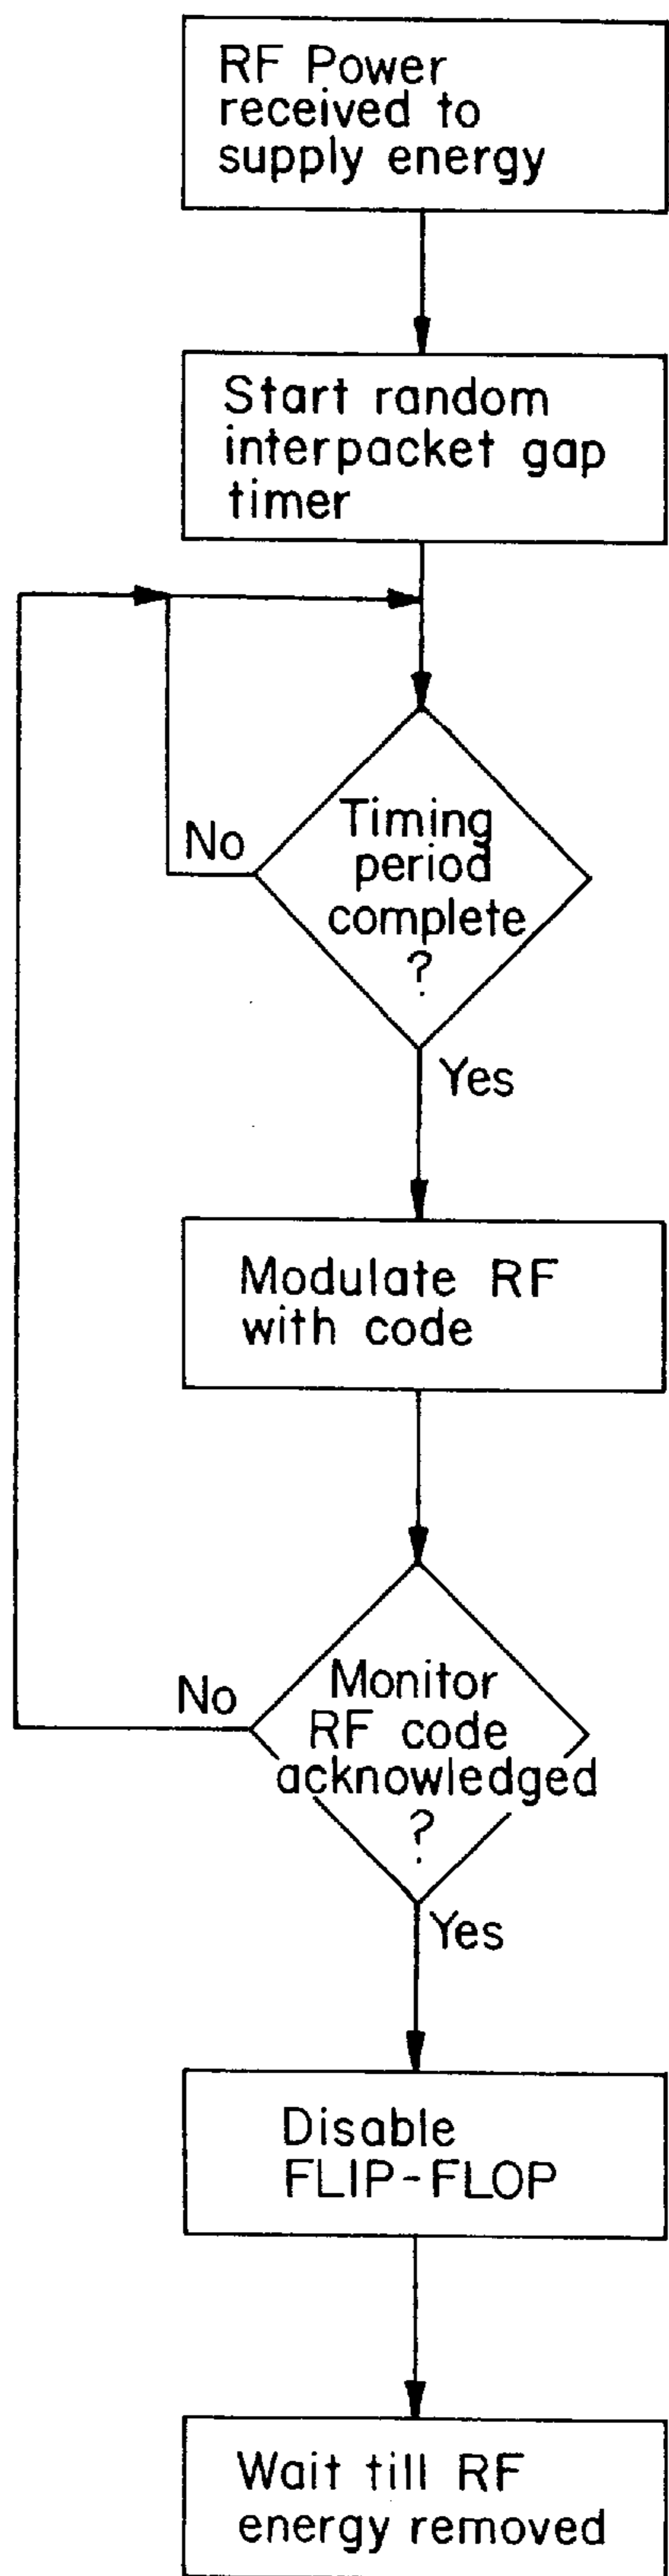 RF Power
received to
supply energy
Start random
interpacket gap
timer
Timing
period
complete
?
No
Yes
Modulate RF
with code
Monitor
RF code
acknowledged
?
No
Yes
Disable
FLIP-FLOP
Wait till RF
energy removed